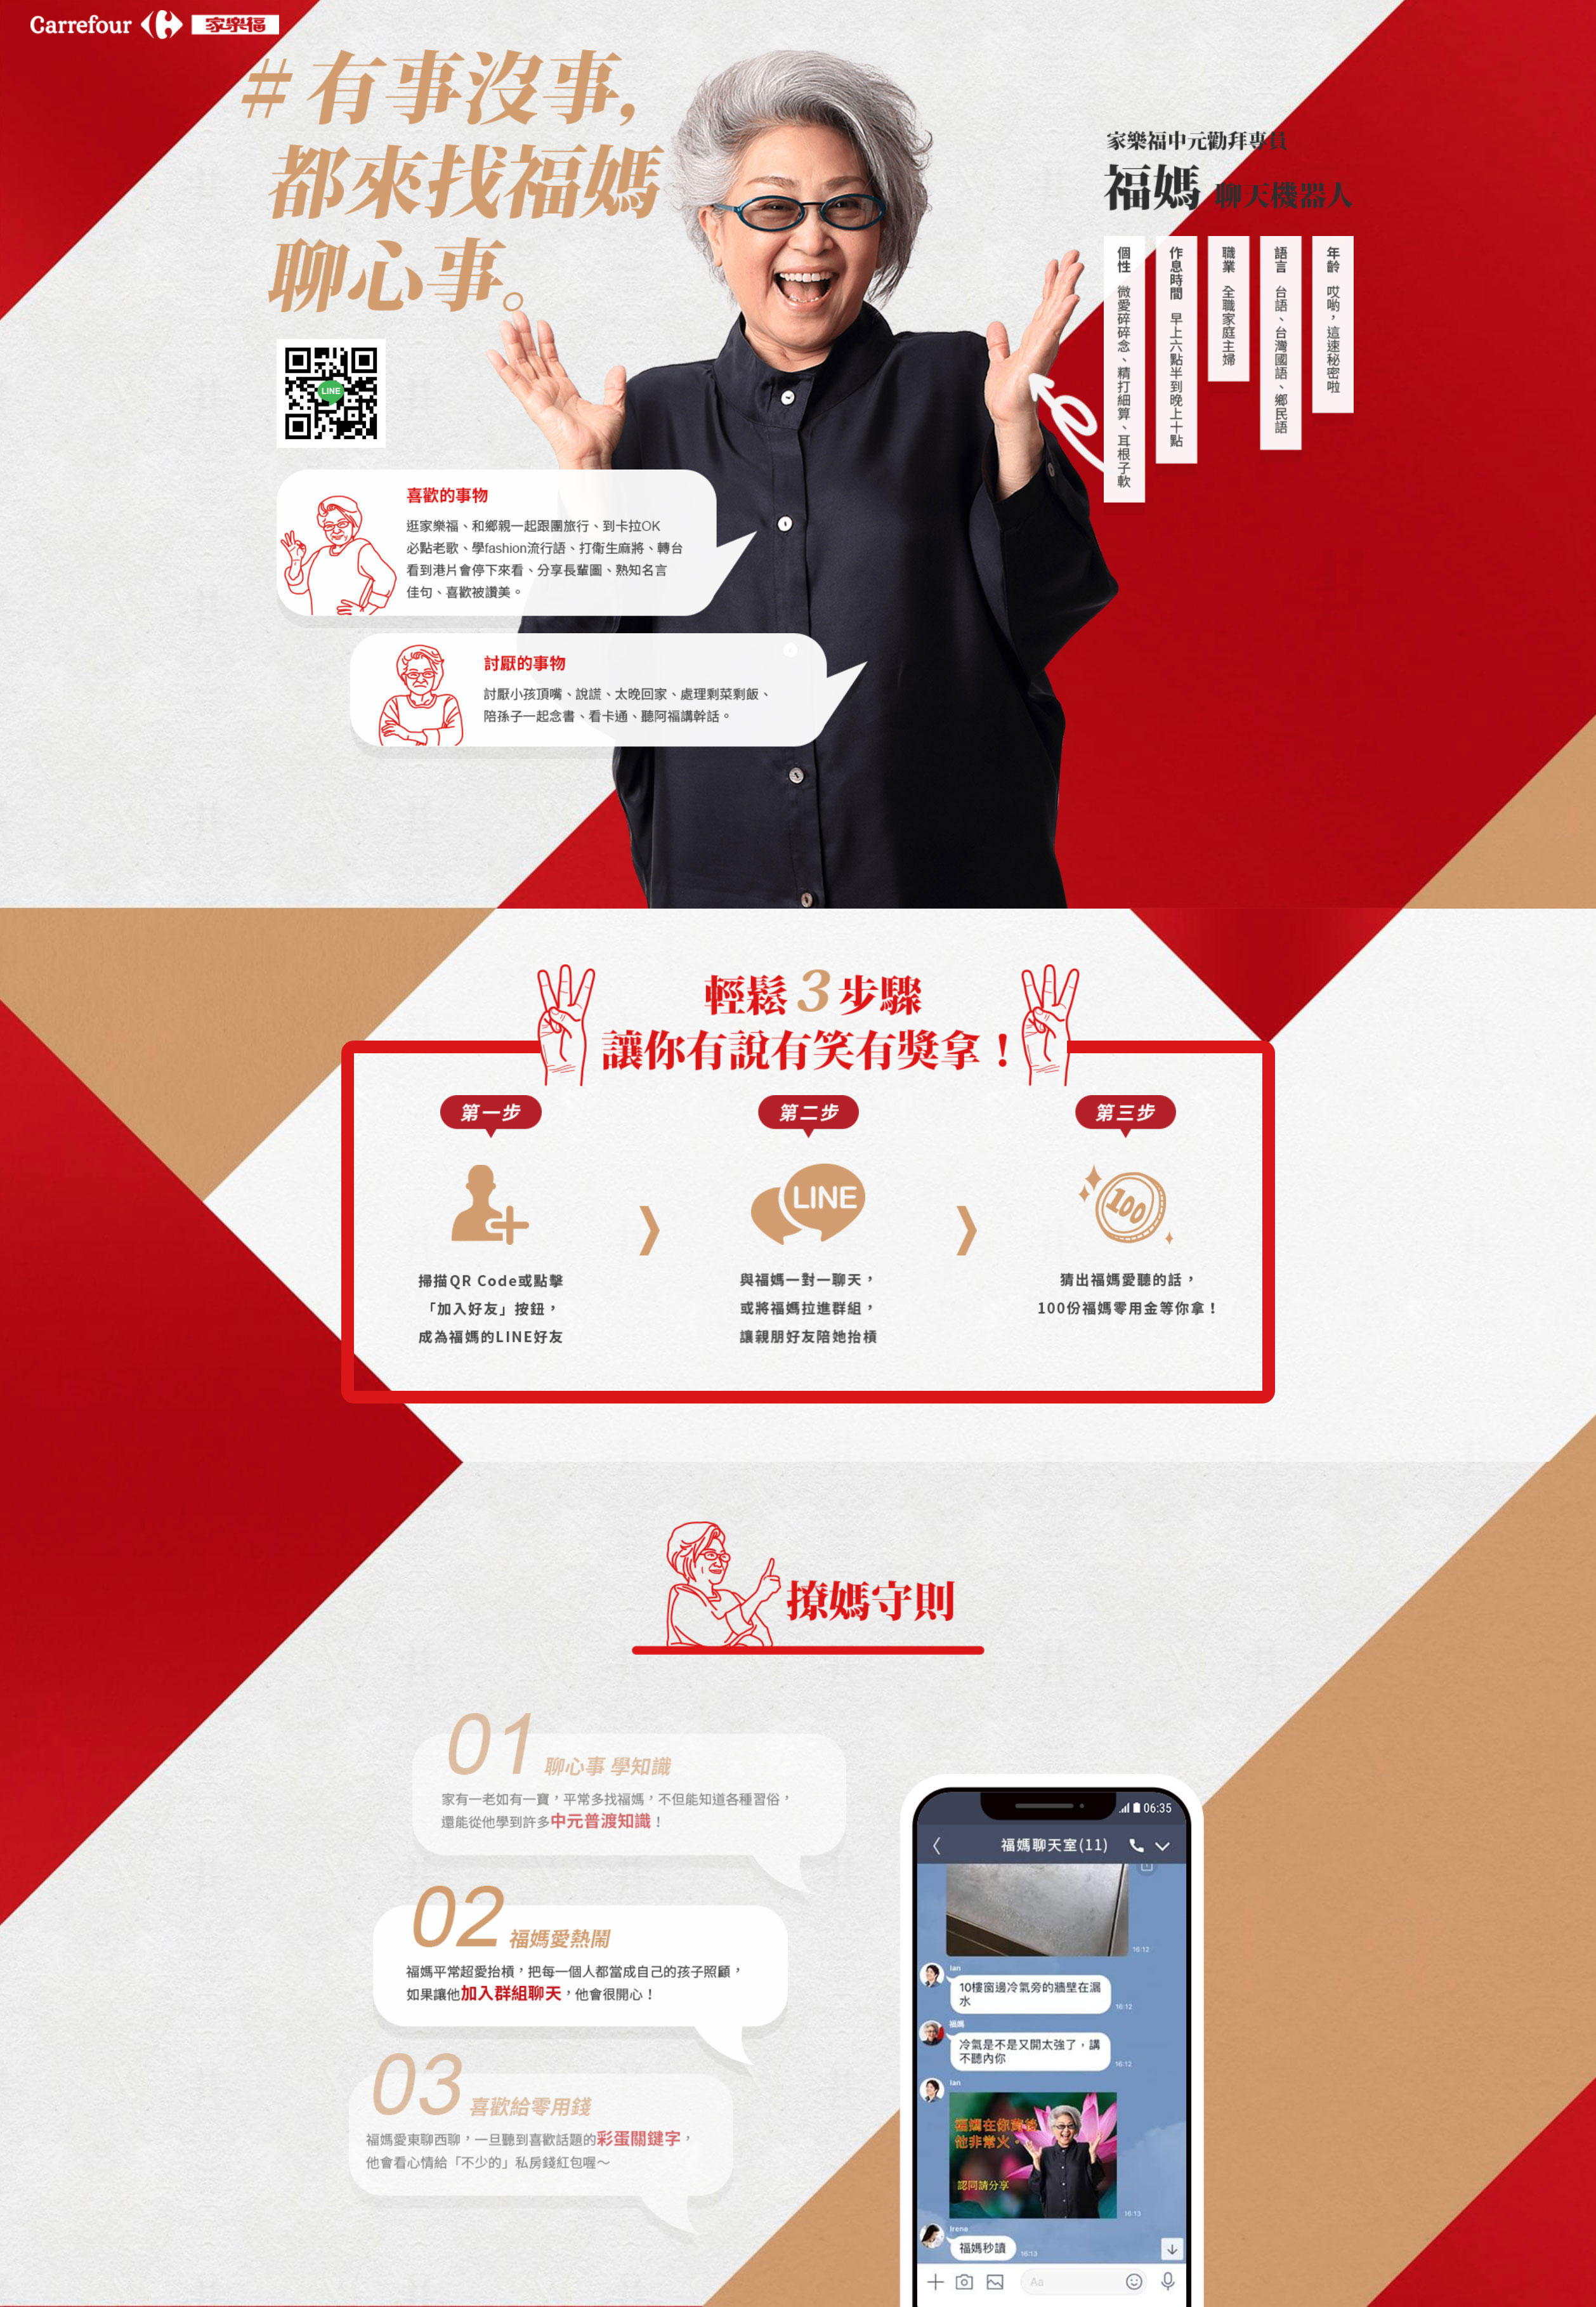 Carrefour 家樂福
#有事沒事,
都來找福媽
聊心事。
LINE
家樂福中元勸拜專員
福媽 聊天機器人
年齡 哎喲，這速秘密啦
語言 台語、台灣國語、鄉民語
職業 全職家庭主婦
作息時間 早上六點半到晚上十點
個性 微愛碎碎念、精打細算、耳根子軟
喜歡的事物
逛家樂福、和鄉親一起跟團旅行、到卡拉OK
必點老歌、學fashion流行語、打衛生麻將、轉台
看到港片會停下來看、分享長輩圖、熟知名言
佳句、喜歡被讚美。
討厭的事物
討厭小孩頂嘴、說謊、太晚回家、處理剩菜剩飯、
陪孫子一起念書、看卡通、聽阿福講幹話。
輕鬆3步驟
讓你有說有笑有獎拿！
第一步
掃描QR Code或點擊
「加入好友」按鈕，
成為福媽的LINE好友
第二步
LINE
與福媽一對一聊天，
或將福媽拉進群組，
讓親朋好友陪她抬槓
第三步
100
猜出福媽愛聽的話，
100份福媽零用金等你拿！
撩媽守則
01 聊心事 學知識
家有一老如有一寶，平常多找福媽，不但能知道各種習俗，
還能從他學到許多中元普渡知識！
02 福媽愛熱鬧
福媽平常超愛抬槓，把每一個人都當成自己的孩子照顧，
如果讓他加入群組聊天，他會很開心！
03 喜歡給零用錢
福媽愛東聊西聊，一旦聽到喜歡話題的彩蛋關鍵字，
他會看心情給「不少的」私房錢紅包喔～
06:35
福媽聊天室(11)
16:12
Ian
10樓窗邊冷氣旁的牆壁在漏
水
16:12
福媽
冷氣是不是又開太強了，講
不聽內你
16:12
Ian
福媽在你背後
他非常火。
認同請分享
16:13
Irene
福媽秒讀
16:13
Aa